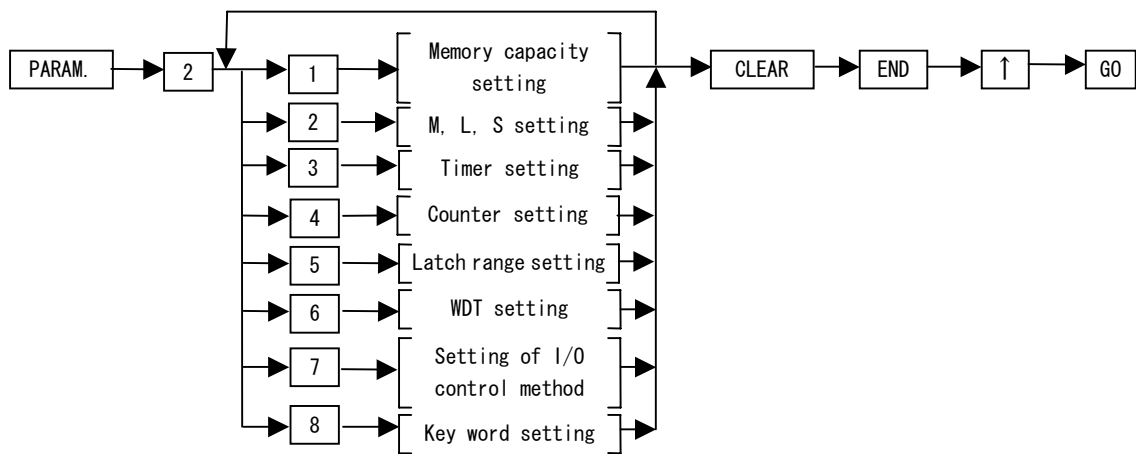 PARAM.
2
1
Memory capacity
setting
CLEAR
END
↑
GO
2
M, L, S setting
3
Timer setting
4
Counter setting
5
Latch range setting
6
WDT setting
7
Setting of I/O
control method
8
Key word setting